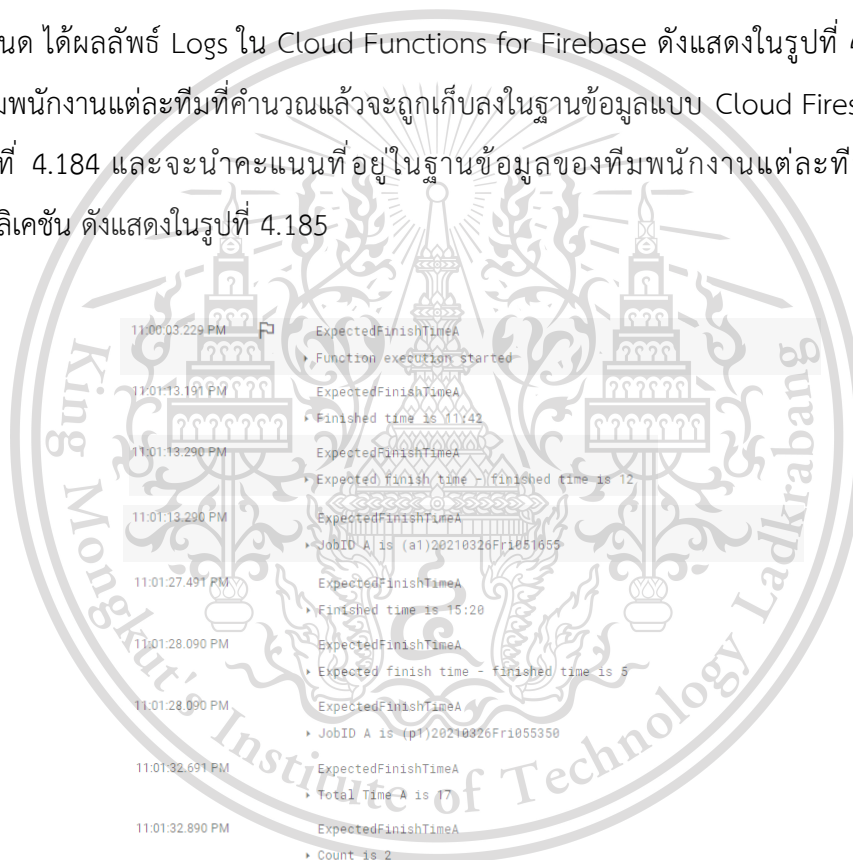 นด ได้ผลลัพธ์ Logs ใน Cloud Functions for Firebase ดังแสดงในรูปที่ 4
มพนักงานแต่ละทีมที่คำนวณแล้วจะถูกเก็บลงในฐานข้อมูลแบบ Cloud Fires
ที่ 4.184 และจะนำคะแนนที่อยู่ในฐานข้อมูลของทีมพนักงานแต่ละที
ลิเคชัน ดังแสดงในรูปที่ 4.185
11:00:03.229 PM ExpectedFinishTimeA
Function execution started
11:01:13.191 PM ExpectedFinishTimeA
Finished time is 11:42
11:01:13.290 PM ExpectedFinishTimeA
Expected finish time - finished time is 12
11:01:13.290 PM ExpectedFinishTimeA
JobID A is (a1)20210326Fri051655
11:01:27.491 PM ExpectedFinishTimeA
Finished time is 15:20
11:01:28.090 PM ExpectedFinishTimeA
Expected finish time - finished time is 5
11:01:28.090 PM ExpectedFinishTimeA
JobID A is (p1)20210326Fri055350
11:01:32.691 PM ExpectedFinishTimeA
Total Time A is 17
11:01:32.890 PM ExpectedFinishTimeA
Count is 2
King Mongkut's Institute of Technology Ladkrabang